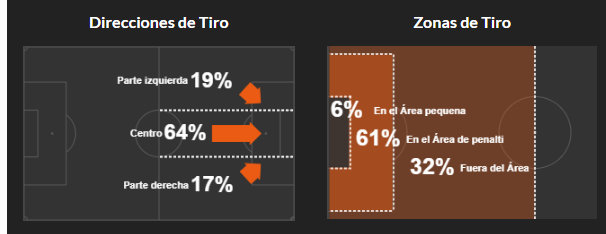 Direcciones de Tiro
Parte izquierda 19%
Centro 64%
Parte derecha 17%
Zonas de Tiro
6% En el Área pequena
61% En el Área de penalti
32% Fuera del Área